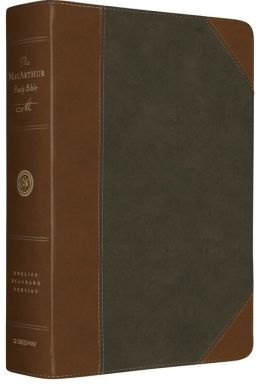 The
MACARTHUR
Study Bible
M
ENGLISH
STANDARD
VERSION
CROSSWAY